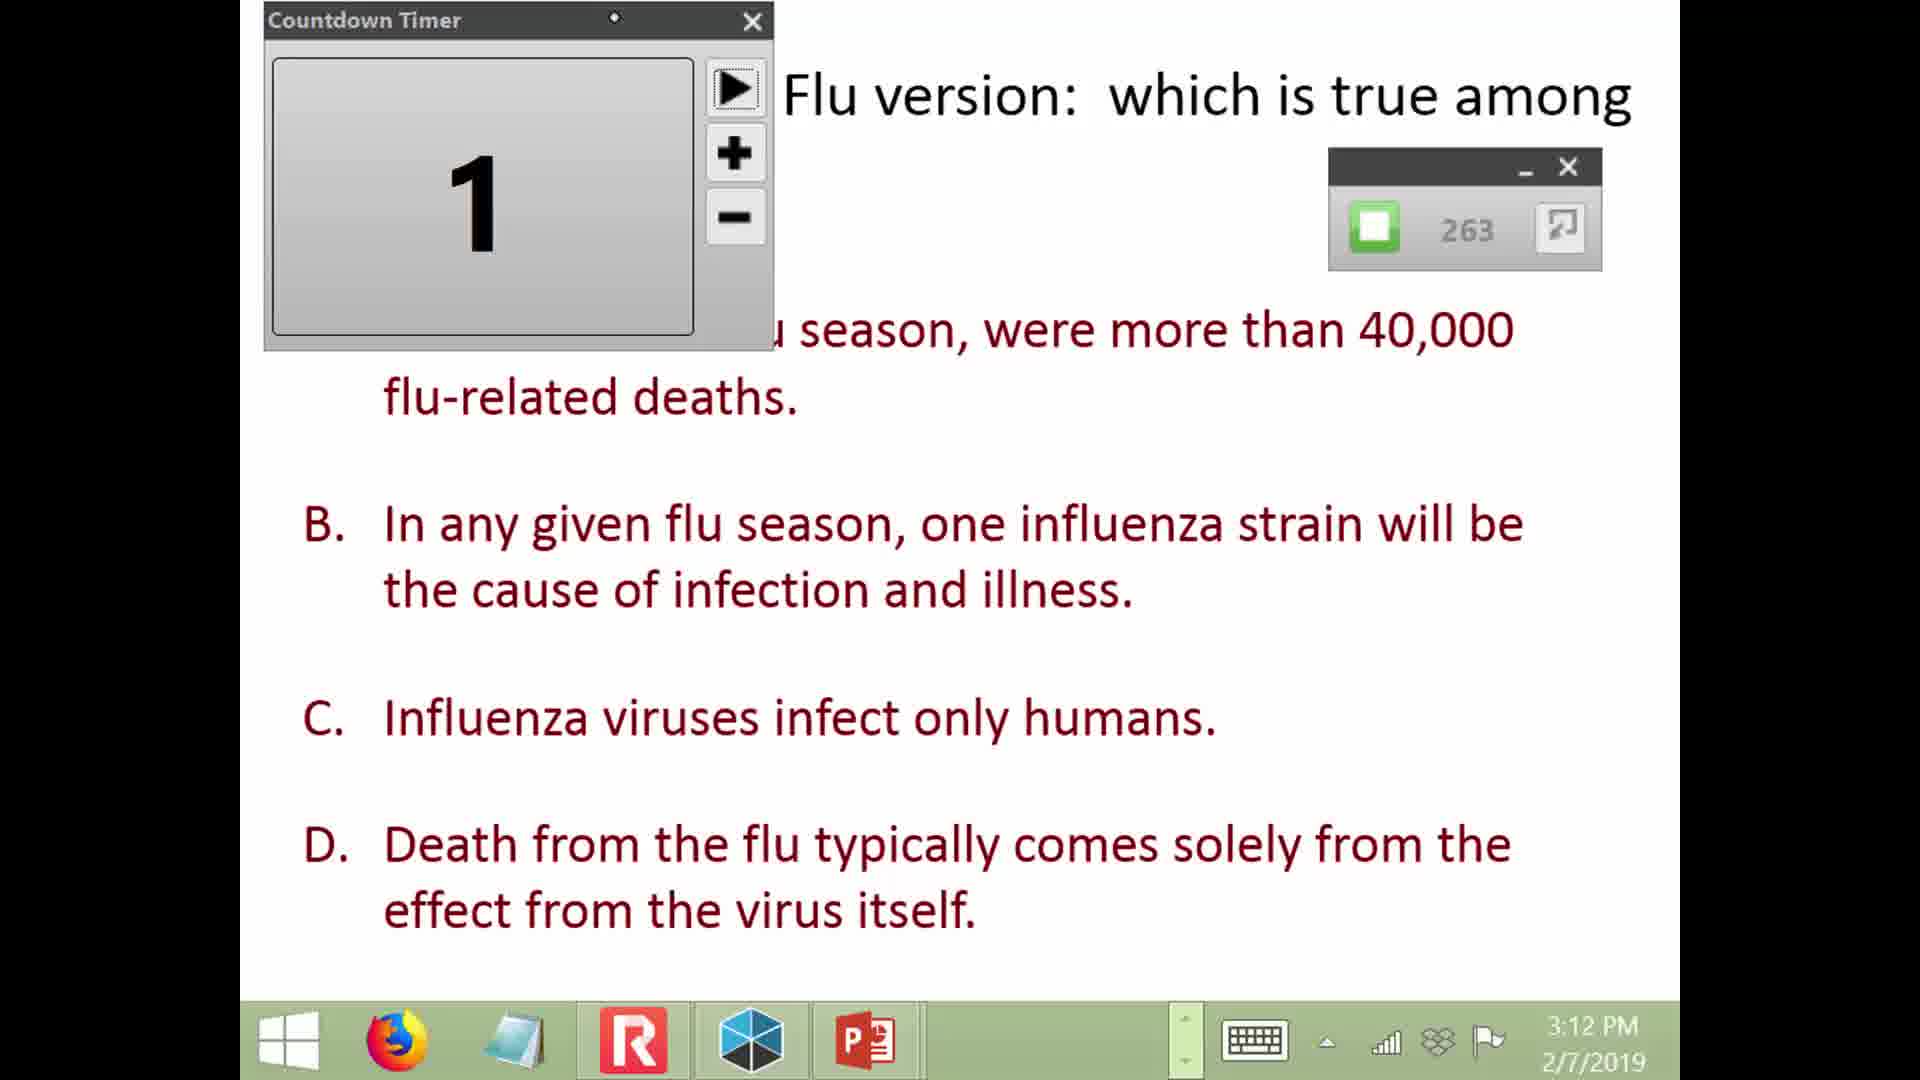 Countdown Timer
1
Flu version: which is true among
263
season, were more than 40,000
flu-related deaths.
B. In any given flu season, one influenza strain will be
the cause of infection and illness.
C. Influenza viruses infect only humans.
D. Death from the flu typically comes solely from the
effect from the virus itself.
3:12 PM
2/7/2019